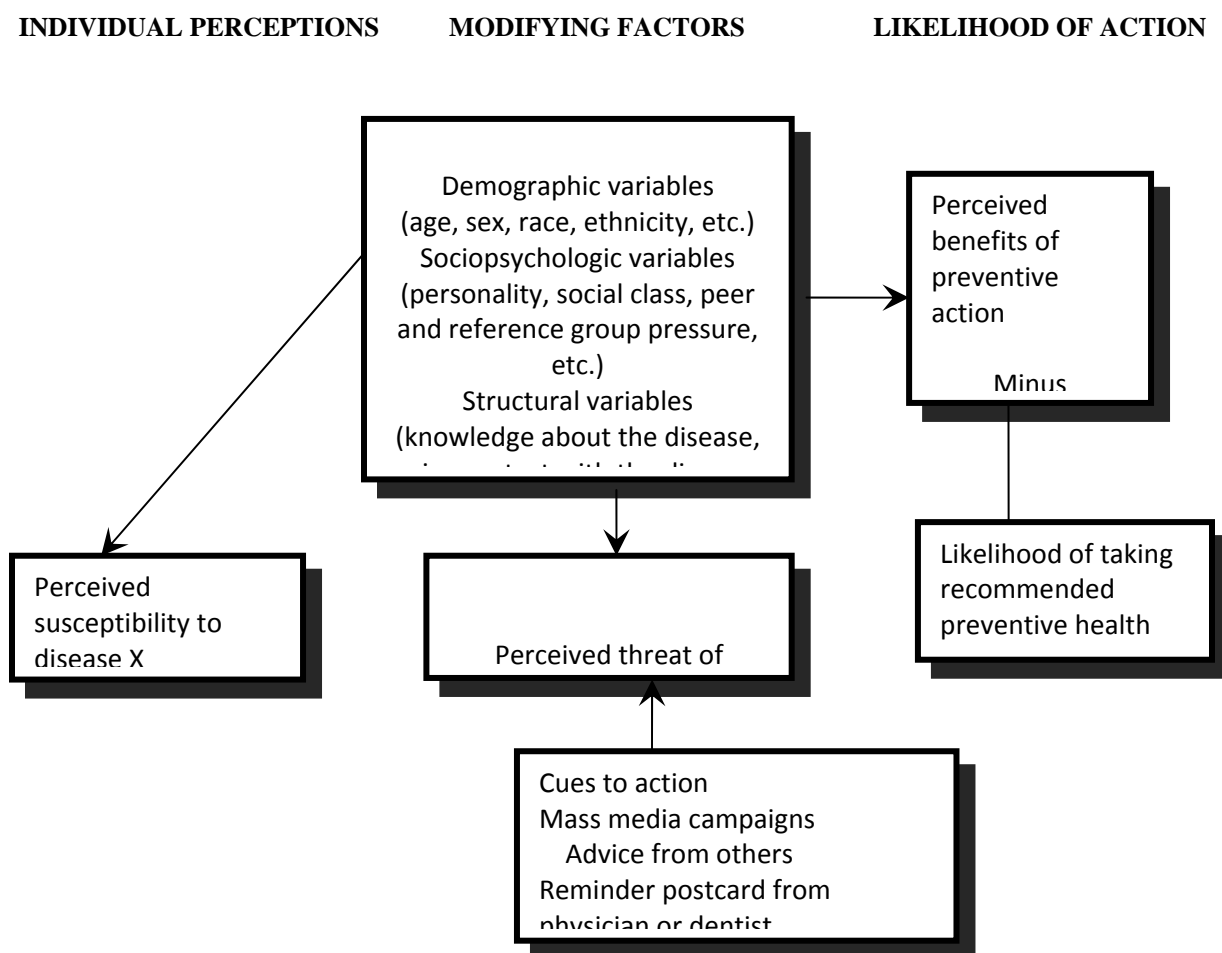 INDIVIDUAL PERCEPTIONS MODIFYING FACTORS LIKELIHOOD OF ACTION
Demographic variables
(age, sex, race, ethnicity, etc.)
Sociopsychologic variables
(personality, social class, peer
and reference group pressure,
etc.)
Structural variables
(knowledge about the disease,
Perceived
benefits of
preventive
action
Minus
Perceived
susceptibility to
disease X
Perceived threat of
Likelihood of taking
recommended
preventive health
Cues to action
Mass media campaigns
Advice from others
Reminder postcard from
physician or dentist